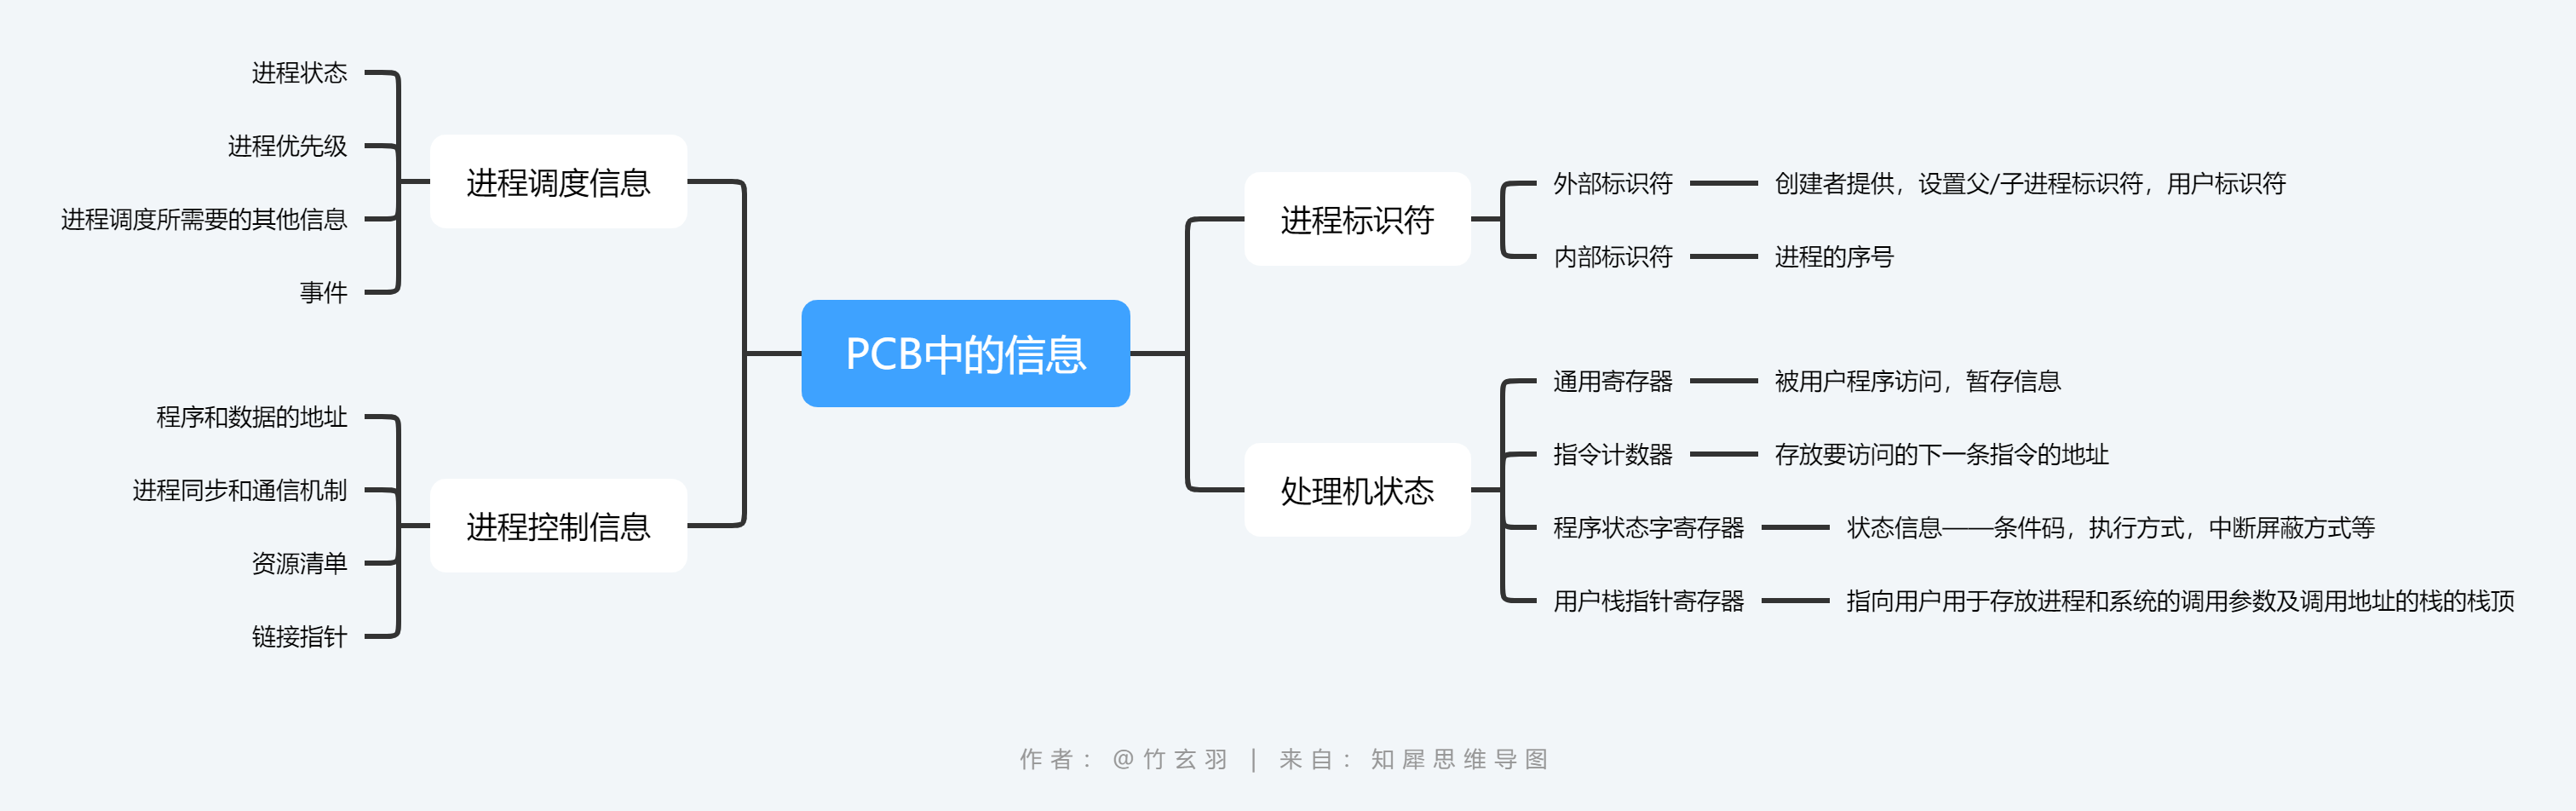 PCB中的信息
进程标识符
外部标识符
创建者提供，设置父/子进程标识符，用户标识符
内部标识符
进程的序号
处理机状态
通用寄存器
被用户程序访问，暂存信息
指令计数器
存放要访问的下一条指令的地址
程序状态字寄存器
状态信息——条件码，执行方式，中断屏蔽方式等
用户栈指针寄存器
指向用户用于存放进程和系统的调用参数及调用地址的栈的栈顶
进程调度信息
进程状态
进程优先级
进程调度所需要的其他信息
事件
进程控制信息
程序和数据的地址
进程同步和通信机制
资源清单
链接指针
作者：@竹玄羽 | 来自：知犀思维导图